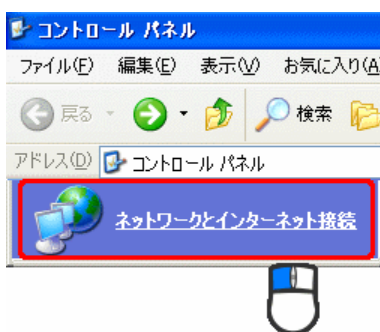 コントロール パネル
ファイル(F) 編集(E) 表示(V) お気に入り(A
戻る 検索
アドレス(D) コントロール パネル
ネットワークとインターネット接続